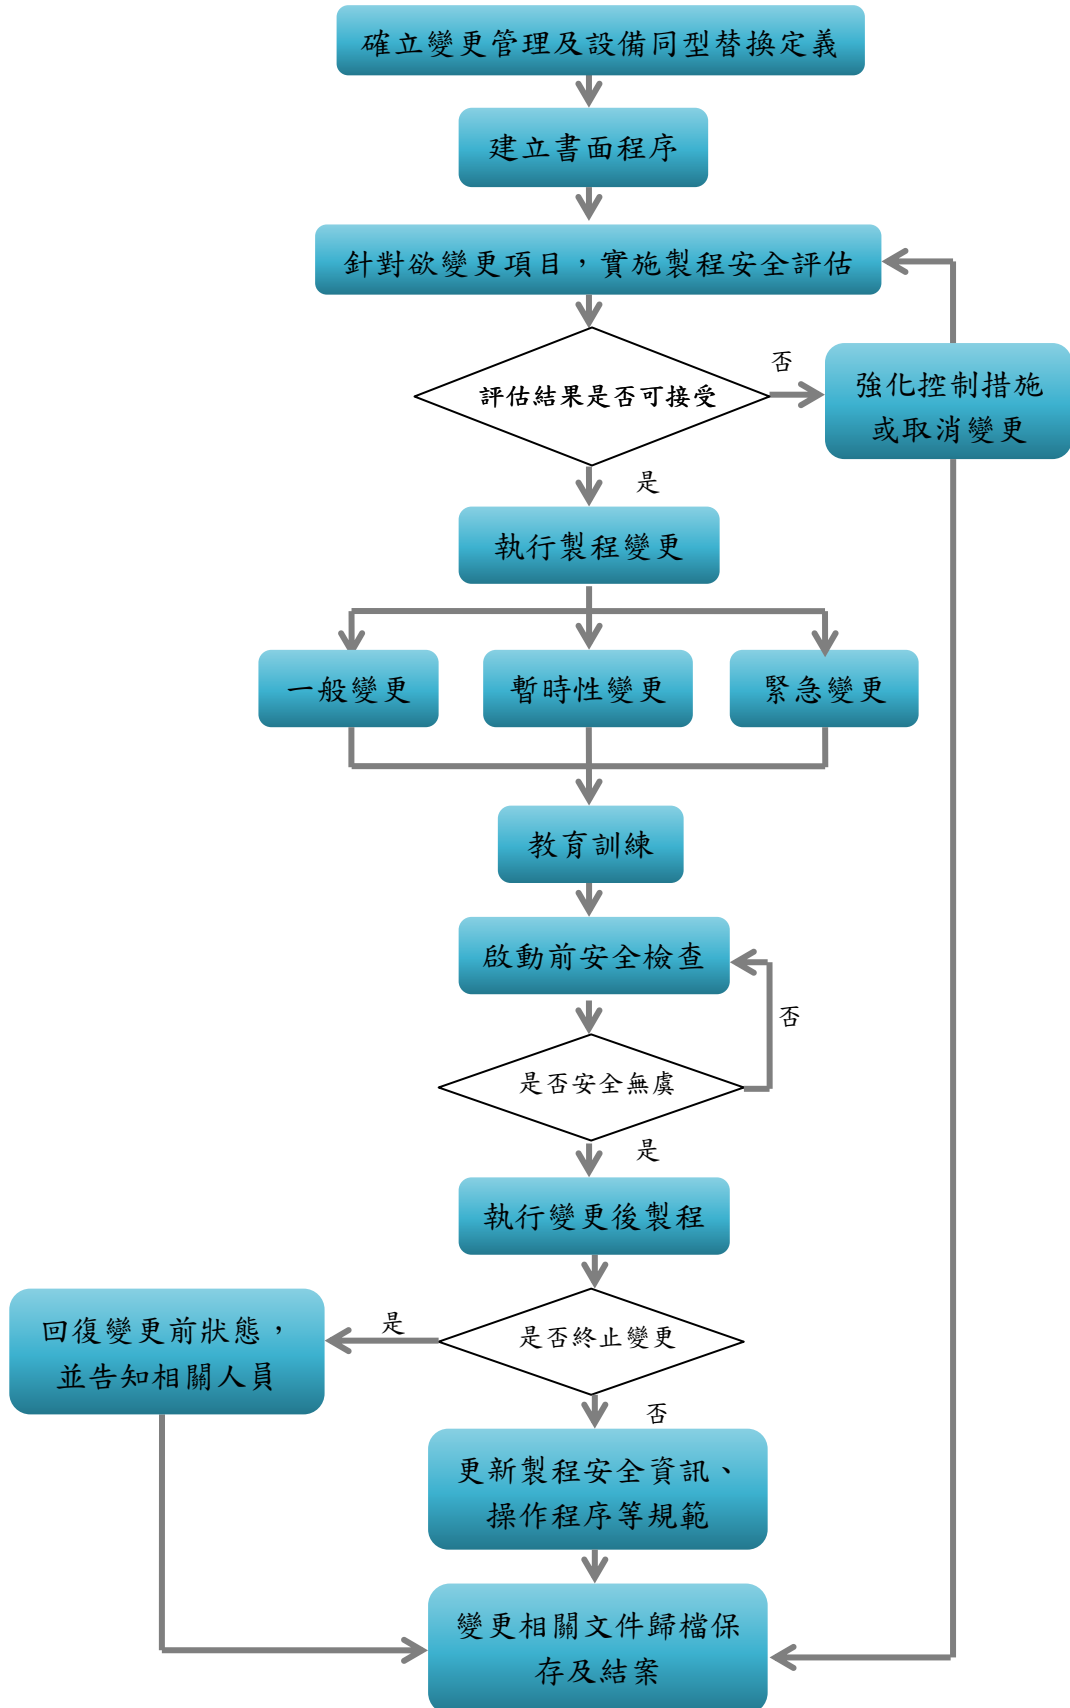 確立變更管理及設備同型替換定義
建立書面程序
針對欲變更項目，實施製程安全評估
評估結果是否可接受
否
強化控制措施
或取消變更
是
執行製程變更
一般變更
暫時性變更
緊急變更
教育訓練
啟動前安全檢查
否
是否安全無虞
是
執行變更後製程
是否終止變更
是
回復變更前狀態，
並告知相關人員
否
更新製程安全資訊、
操作程序等規範
變更相關文件歸檔保
存及結案